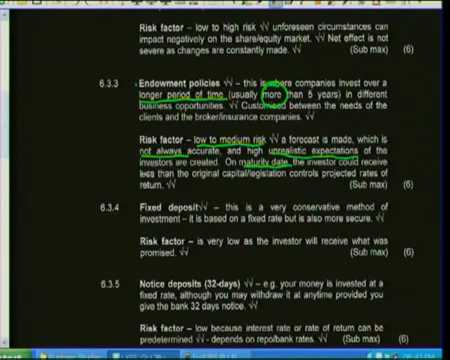 Risk factor – low to high risk √√ unforeseen circumstances can
impact negatively on the share/equity market. √√ Net effect is not
severe as changes are constantly made. √√ (Sub max) (6)
6.3.3 Endowment policies √√ – this is where companies invest over a
longer period of time (usually more than 5 years) in different
business opportunities. √√ Customised between the needs of the
clients and the broker/insurance companies. √√
Risk factor – low to medium risk √√ a forecast is made, which is
not always accurate, and high unrealistic expectations of the
investors are created. On maturity date the investor could receive
less than the original capital/legislation controls projected rates of
return. √√ (Sub max) (6)
6.3.4 Fixed deposit√√ – this is a very conservative method of
investment – it is based on a fixed rate but is also more secure. √√
Risk factor – is very low as the investor will receive what was
promised. √√ (Sub max) (6)
6.3.5 Notice deposits (32-days) √√ – e.g. your money is invested at a
fixed rate, although you may withdraw it at anytime provided you
give the bank 32 days notice. √√
Risk factor – low because interest rate or rate of return can be
predetermined √√ - depends on repo/bank rates. √√ (Sub max) (6)